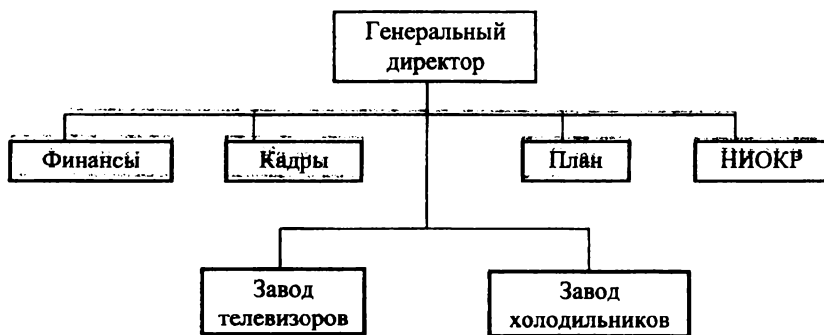 Генеральный
директор
Финансы
Кадры
План
НИОКР
Завод
телевизоров
Завод
холодильников